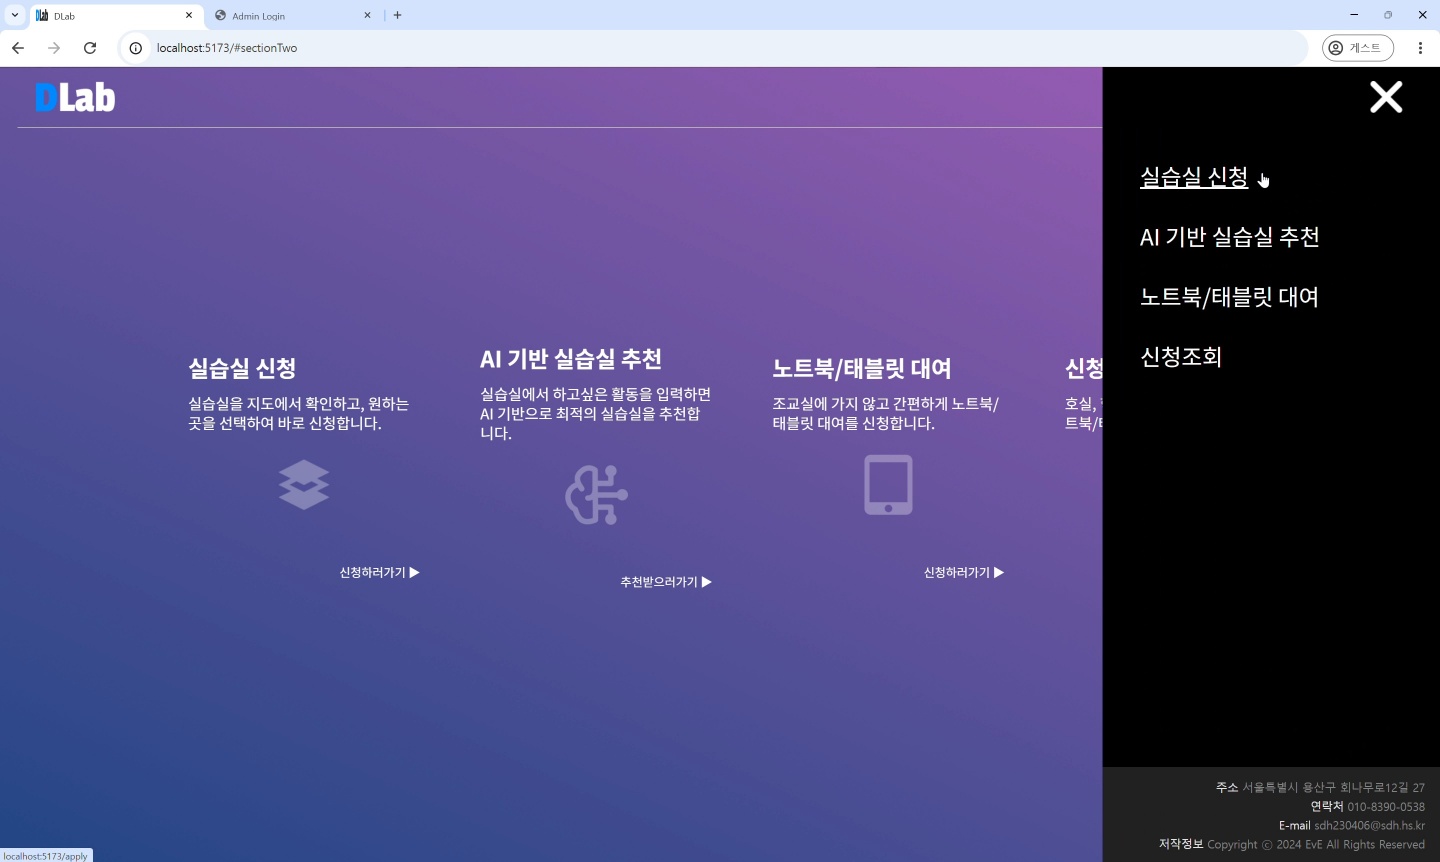 DLab
Admin Login
localhost:5173/#sectionTwo
게스트
DLab
실습실 신청
AI 기반 실습실 추천
노트북/태블릿 대여
신청조회
실습실 신청
실습실을 지도에서 확인하고, 원하는
곳을 선택하여 바로 신청합니다.
신청하러가기 ▶
AI 기반 실습실 추천
실습실에서 하고싶은 활동을 입력하면
AI 기반으로 최적의 실습실을 추천합
니다.
추천받으러가기 ▶
노트북/태블릿 대여
조교실에 가지 않고 간편하게 노트북/
태블릿 대여를 신청합니다.
신청하러가기 ▶
신청
호실,
트북/
주소 서울특별시 용산구 회나무로12길 27
연락처 010-8390-0538
E-mail sdh230406@sdh.hs.kr
저작정보 Copyright ⓒ 2024 EvE All Rights Reserved
localhost:5173/apply